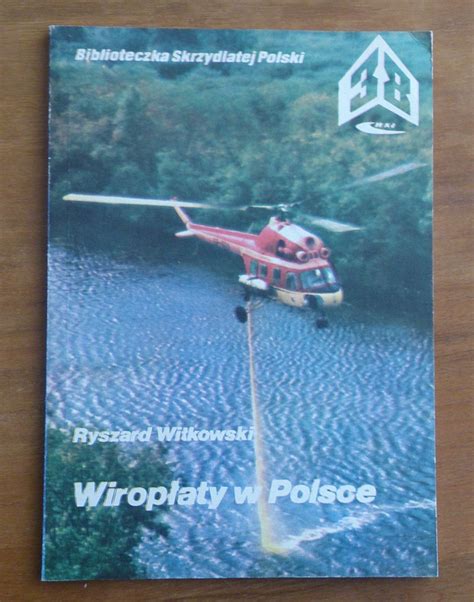 Biblioteczka Skrzydlatej Polski
Ryszard Witkowski
Wiropłaty w Polsce